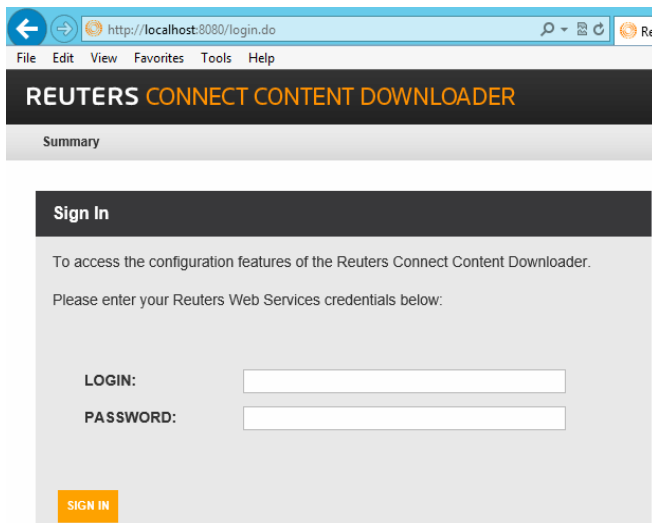 http://localhost:8080/login.do
Re
File Edit View Favorites Tools Help
REUTERS CONNECT CONTENT DOWNLOADER
Summary
Sign In
To access the configuration features of the Reuters Connect Content Downloader.
Please enter your Reuters Web Services credentials below:
LOGIN:
PASSWORD:
SIGN IN